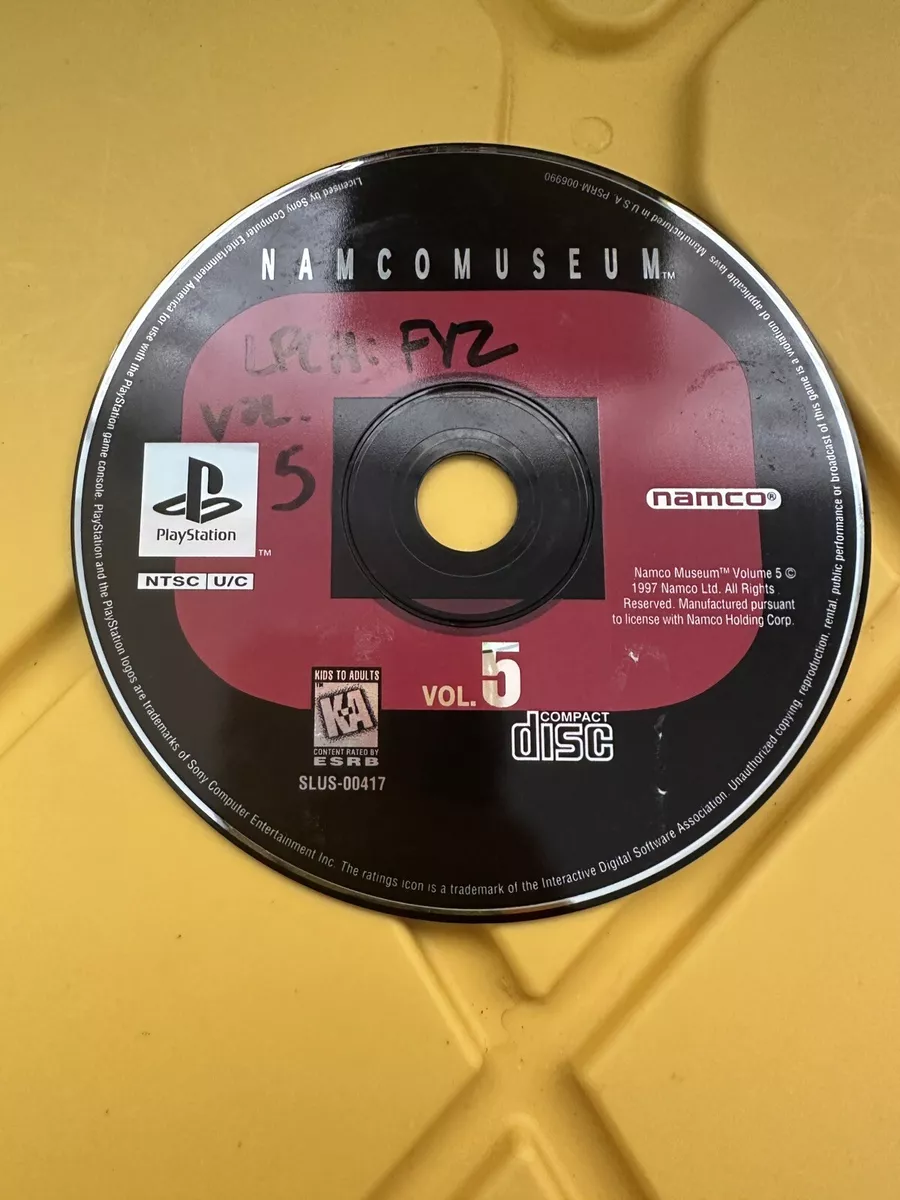 NAMCOMUSEUM™
FYZ
VOL.
5
PlayStation
™
NTSC U/C
namco®
Namco Museum™ Volume 5 ©
1997 Namco Ltd. All Rights
Reserved. Manufactured pursuant
to license with Namco Holding Corp.
KIDS TO ADULTS
™
K-A
CONTENT RATED BY
ESRB
SLUS-00417
VOL. 5
COMPACT
disc
Licensed by Sony Computer Entertainment America for use with the PlayStation game console. PlayStation and the PlayStation logos are trademarks of Sony Computer Entertainment Inc. The ratings icon is a trademark of the Interactive Digital Software Association. Unauthorized copying, reproduction, rental, public performance or broadcast of this game is a violation of applicable laws. Manufactured in U.S.A. PSRM-006990